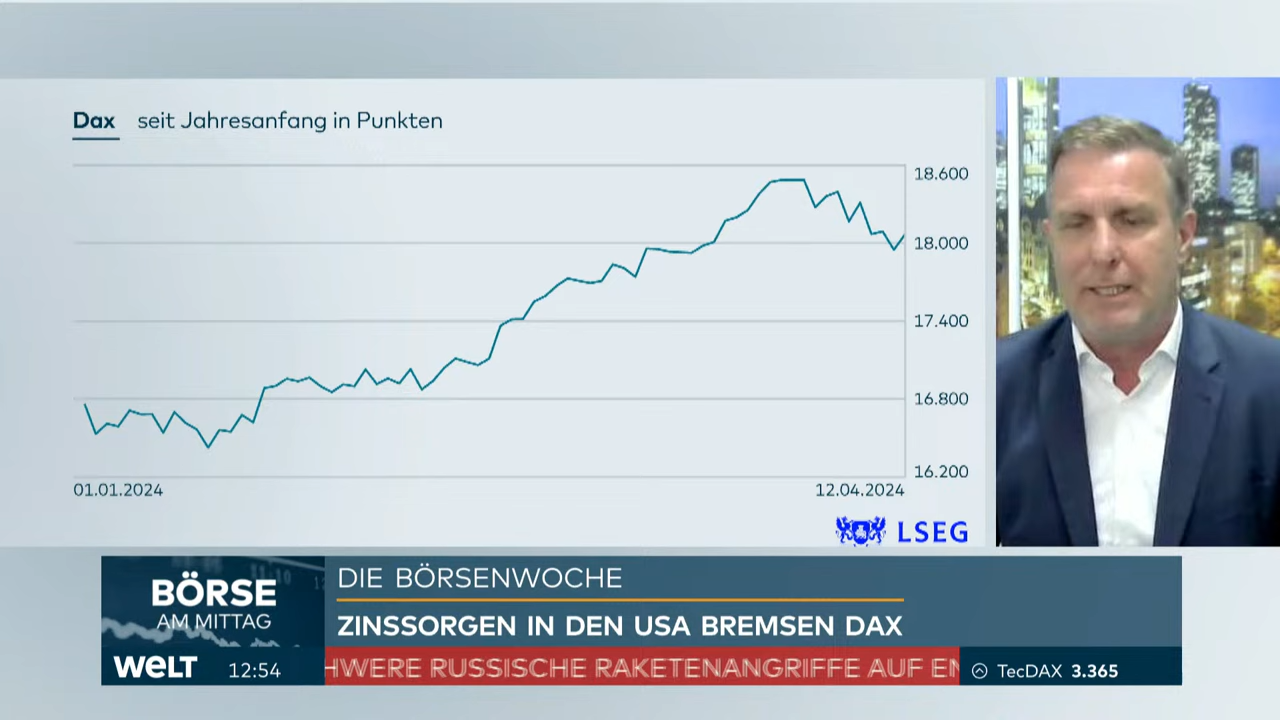 Dax seit Jahresanfang in Punkten
18.600
18.000
17.400
16.800
16.200
01.01.2024 12.04.2024
LSEG
BÖRSE
AM MITTAG
DIE BÖRSENWOCHE
ZINSSORGEN IN DEN USA BREMSEN DAX
welt 12:54
HWERE RUSSISCHE RAKETENANGRIFFE AUF EN
TecDAX 3.365